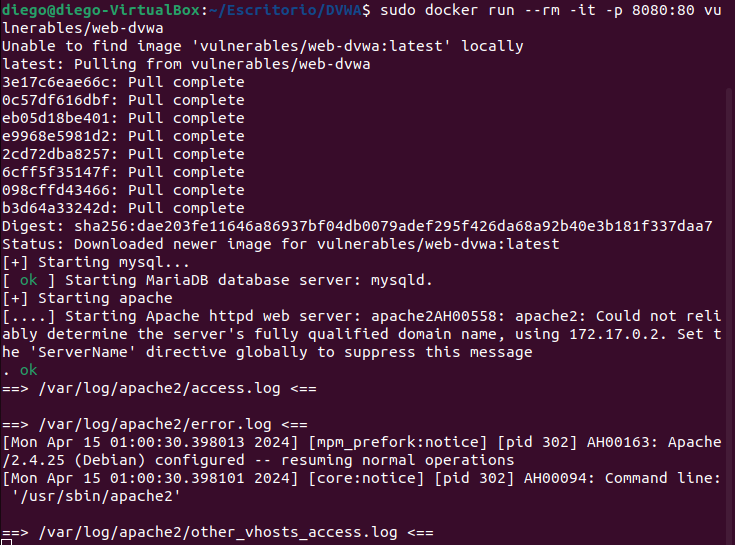 diego@diego-VirtualBox:~/Escritorio/DVWA$ sudo docker run --rm -it -p 8080:80 vu
lnerables/web-dvwa
Unable to find image 'vulnerables/web-dvwa:latest' locally
latest: Pulling from vulnerables/web-dvwa
3e17c6eae66c: Pull complete
0c57df616dbf: Pull complete
eb05d18be401: Pull complete
e9968e5981d2: Pull complete
2cd72dba8257: Pull complete
6cff5f35147f: Pull complete
098cffd43466: Pull complete
b3d64a33242d: Pull complete
Digest: sha256:dae203fe11646a86937bf04db0079adef295f426da68a92b40e3b181f337daa7
Status: Downloaded newer image for vulnerables/web-dvwa:latest
[+] Starting mysql...
[ ok ] Starting MariaDB database server: mysqld.
[+] Starting apache
[....] Starting Apache httpd web server: apache2AH00558: apache2: Could not reli
ably determine the server's fully qualified domain name, using 172.17.0.2. Set t
he 'ServerName' directive globally to suppress this message
. ok
==> /var/log/apache2/access.log <==

==> /var/log/apache2/error.log <==
[Mon Apr 15 01:00:30.398013 2024] [mpm_prefork:notice] [pid 302] AH00163: Apache
/2.4.25 (Debian) configured -- resuming normal operations
[Mon Apr 15 01:00:30.398101 2024] [core:notice] [pid 302] AH00094: Command line:
 '/usr/sbin/apache2'

==> /var/log/apache2/other_vhosts_access.log <==